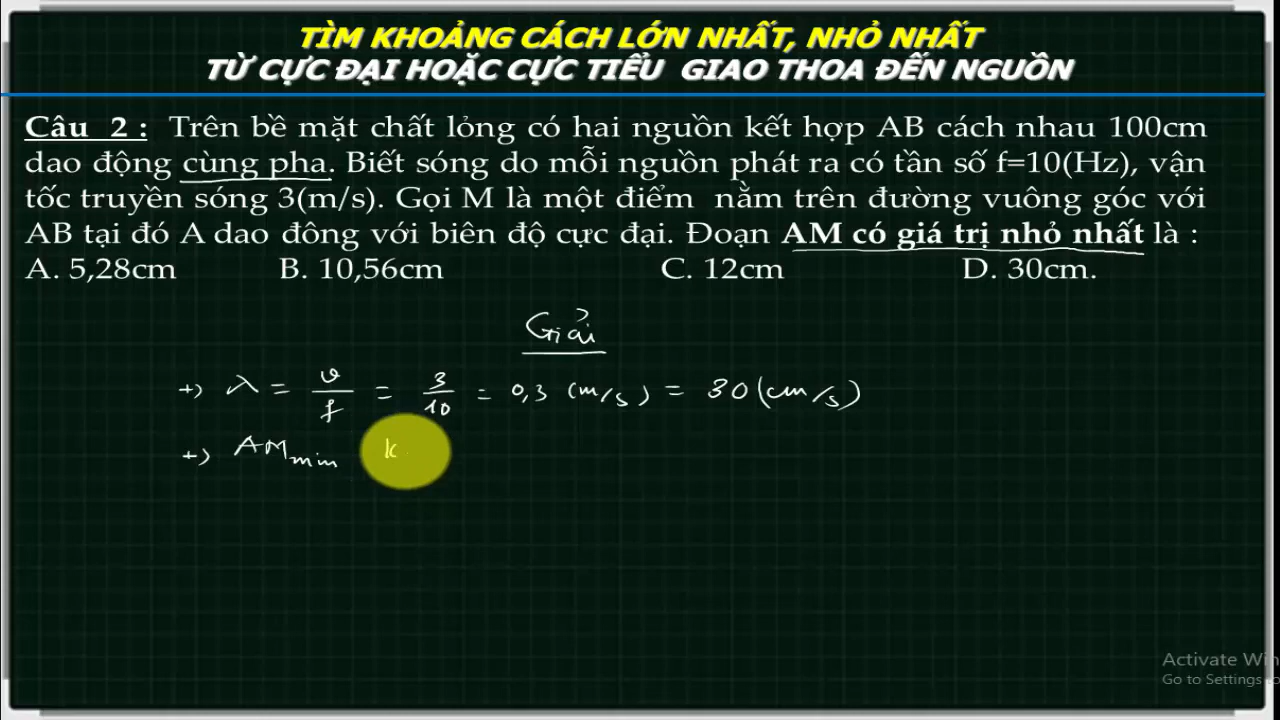 TÌM KHOẢNG CÁCH LỚN NHẤT, NHỎ NHẤT
TỪ CỰC ĐẠI HOẶC CỰC TIỂU GIAO THOA ĐẾN NGUỒN
Câu 2 : Trên bề mặt chất lỏng có hai nguồn kết hợp AB cách nhau 100cm
dao động cùng pha. Biết sóng do mỗi nguồn phát ra có tần số f=10(Hz), vận
tốc truyền sóng 3(m/s). Gọi M là một điểm nằm trên đường vuông góc với
AB tại đó A dao đông với biên độ cực đại. Đoạn AM có giá trị nhỏ nhất là :
A. 5,28cm B. 10,56cm C. 12cm D. 30cm.
Giải
+) λ = v/f = 3/10 = 0,3 (m/s) = 30 (cm/s)
+) AM min k
Activate Win
Go to Settings to